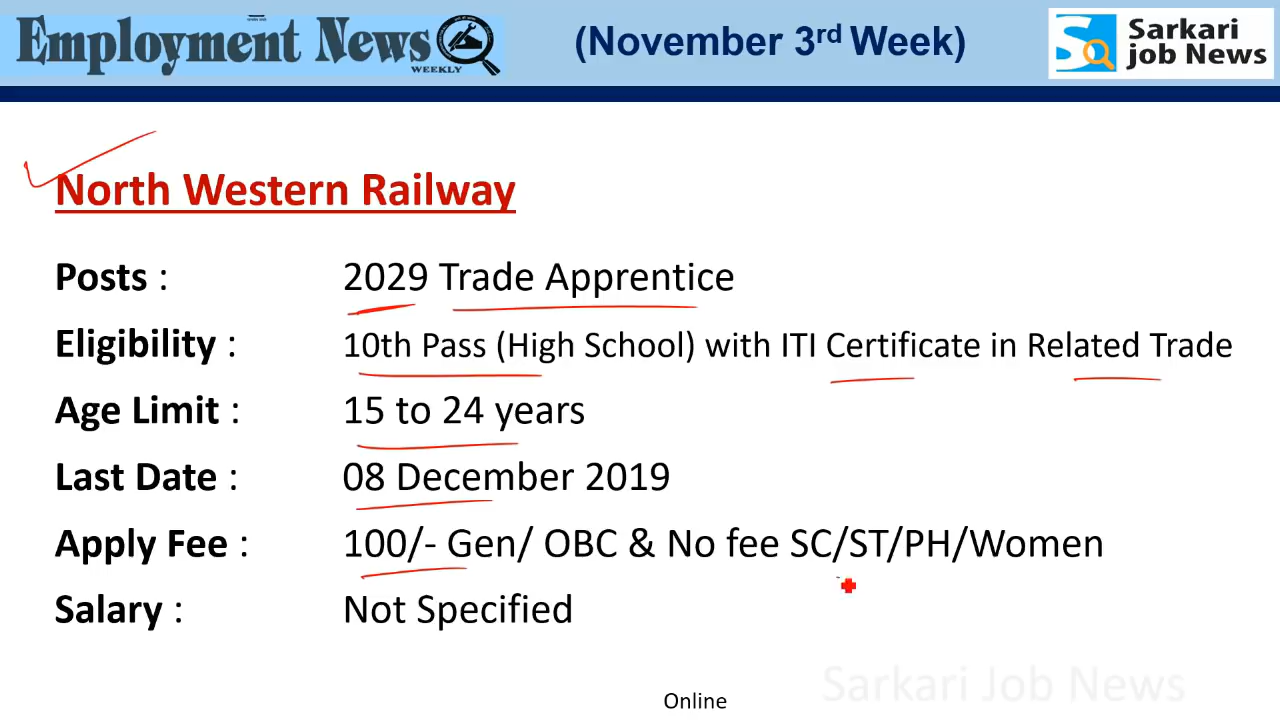 Employment News
WEEKLY
(November 3rd Week)
Sarkari
Job News
North Western Railway
Posts : 2029 Trade Apprentice
Eligibility : 10th Pass (High School) with ITI Certificate in Related Trade
Age Limit : 15 to 24 years
Last Date : 08 December 2019
Apply Fee : 100/- Gen/ OBC & No fee SC/ST/PH/Women
Salary : Not Specified
Sarkari Job News
Online